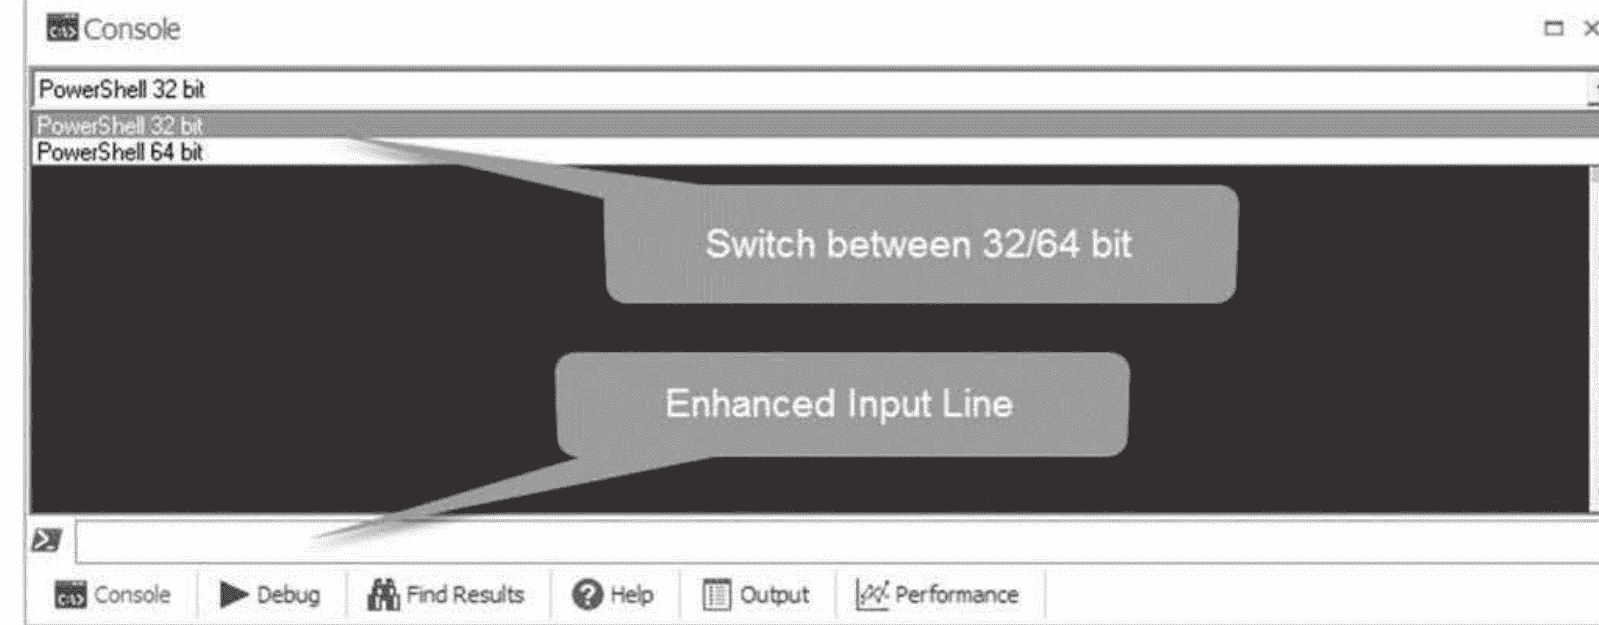 Console
PowerShell 32 bit
PowerShell 32 bit
PowerShell 64 bit
Switch between 32/64 bit
Enhanced Input Line
Console Debug Find Results Help Output Performance